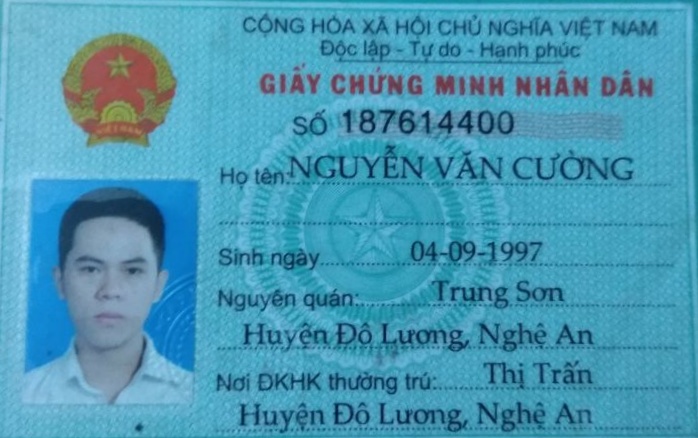 CỘNG HÒA XÃ HỘI CHỦ NGHĨA VIỆT NAM
Độc lập - Tự do - Hạnh phúc
GIẤY CHỨNG MINH NHÂN DÂN
SỐ 187614400
Họ tên: NGUYỄN VĂN CƯỜNG
Sinh ngày 04-09-1997
Nguyên quán: Trung Sơn
Huyện Đô Lương, Nghệ An
Nơi ĐKHK thường trú: Thị Trấn
Huyện Đô Lương, Nghệ An
VIỆT NAM